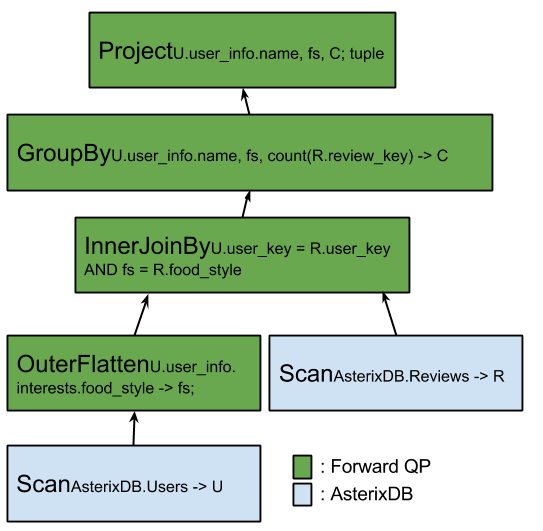 ProjectU.user_info.name, fs, C; tuple
GroupByU.user_info.name, fs, count(R.review_key) -> C
InnerJoinByU.user_key = R.user_key
AND fs = R.food_style
OuterFlattenU.user_info.
interests.food_style -> fs;
ScanAsterixDB.Reviews -> R
ScanAsterixDB.Users -> U
: Forward QP
: AsterixDB